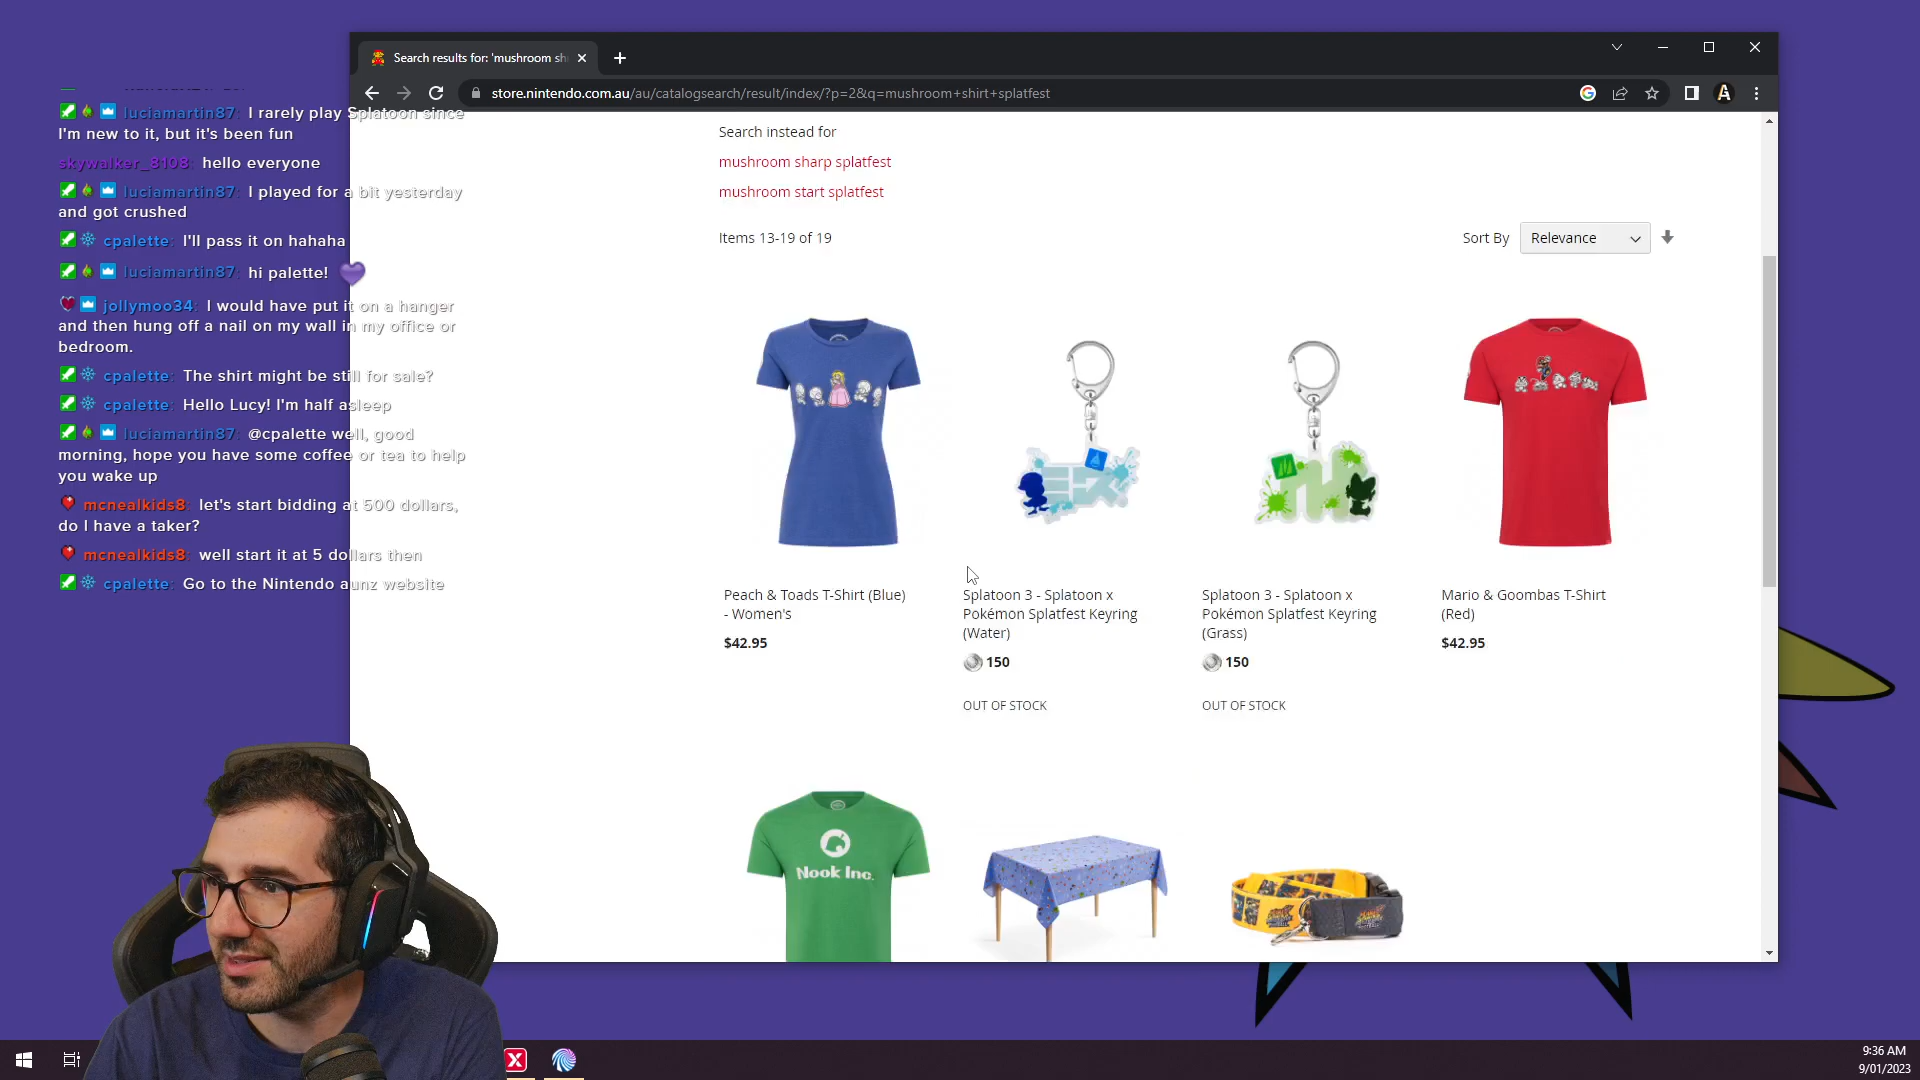 luciamartin87: I rarely play Splatoon since
I'm new to it, but it's been fun
skywalker_8108: hello everyone
luciamartin87: I played for a bit yesterday
and got crushed
cpalette: I'll pass it on hahaha
luciamartin87: hi palette!
jollymoo34: I would have put it on a hanger
and then hung off a nail on my wall in my office or
bedroom.
cpalette: The shirt might be still for sale?
cpalette: Hello Lucy! I'm half asleep
luciamartin87: @cpalette well, good
morning, hope you have some coffee or tea to help
you wake up
mcnealkids8: let's start bidding at 500 dollars,
do I have a taker?
mcnealkids8: well start it at 5 dollars then
cpalette: Go to the Nintendo aunz website
Search results for: 'mushroom sh
store.nintendo.com.au/au/catalogsearch/result/index/?p=2&q=mushroom+shirt+splatfest
Search instead for
mushroom sharp splatfest
mushroom start splatfest
Items 13-19 of 19
Sort By
Relevance
Peach & Toads T-Shirt (Blue)
- Women's
$42.95
Splatoon 3 - Splatoon x
Pokémon Splatfest Keyring
(Water)
150
OUT OF STOCK
Splatoon 3 - Splatoon x
Pokémon Splatfest Keyring
(Grass)
150
OUT OF STOCK
Mario & Goombas T-Shirt
(Red)
$42.95
Nook Inc.
9:36 AM
9/01/2023